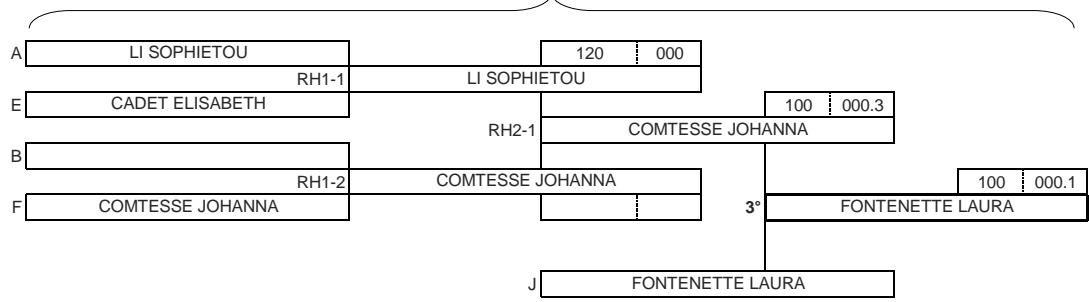 A LI SOPHIETOU 120 000
RH1-1 LI SOPHIETOU
E CADET ELISABETH 100 000.3
RH2-1 COMTESSE JOHANNA
B
RH1-2 COMTESSE JOHANNA 100 000.1
F COMTESSE JOHANNA 3° FONTENETTE LAURA
J FONTENETTE LAURA